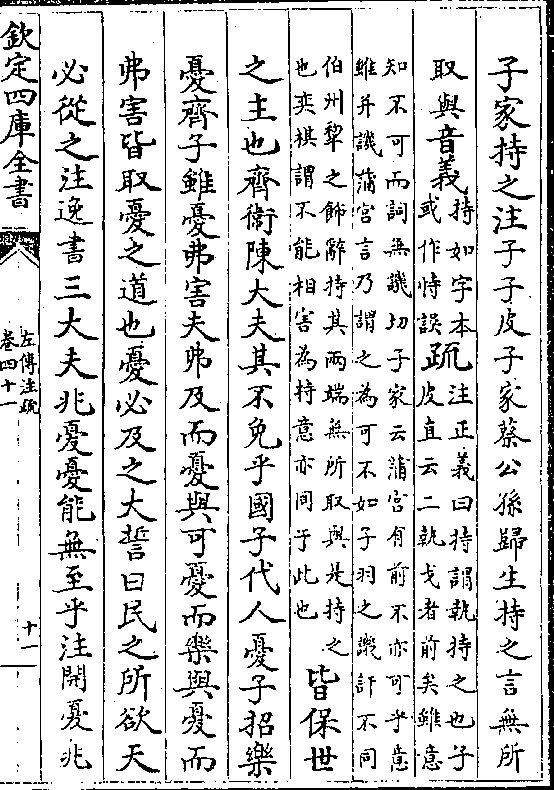 子家持之注子子皮子家蔡公孫歸生持之言無所
取與音義持如字本
或作恃誤疏注正義曰持謂執持之也子
皮直云二執戈者前矣雖意
知不可而詞無譏切子家云蒲宮有前不亦可乎意
雖并譏蒲宮言乃謂之為可不如子羽之譏訐不同
伯州犂之飾辭持其兩端無所取與是持之
也弈棋謂不能相害為持意亦同于此也皆保世
之主也齊衛陳大夫其不免乎國子代人憂子招樂
憂齊子雖憂弗害夫弗及而憂與可憂而樂與憂而
弗害皆取憂之道也憂必及之大誓曰民之所欲天
必從之注逸書三大夫兆憂憂能無至乎注開憂兆
欽定四庫全書
左傳注疏
卷四十一
十一